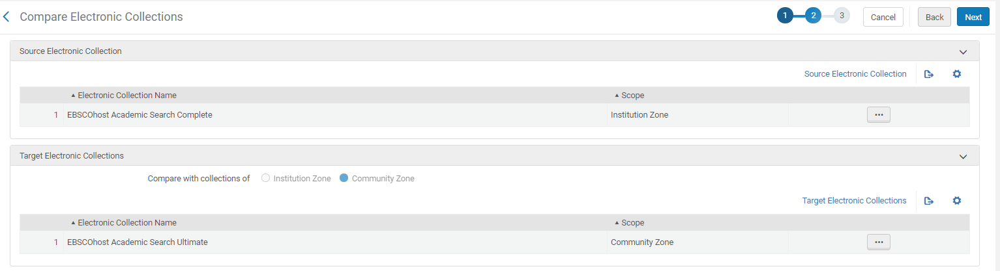 Compare Electronic Collections
1 2 3 Cancel Back Next
Source Electronic Collection
Source Electronic Collection
Electronic Collection Name Scope
1 EBSCOhost Academic Search Complete Institution Zone
Target Electronic Collections
Compare with collections of Institution Zone Community Zone
Target Electronic Collections
Electronic Collection Name Scope
1 EBSCOhost Academic Search Ultimate Community Zone